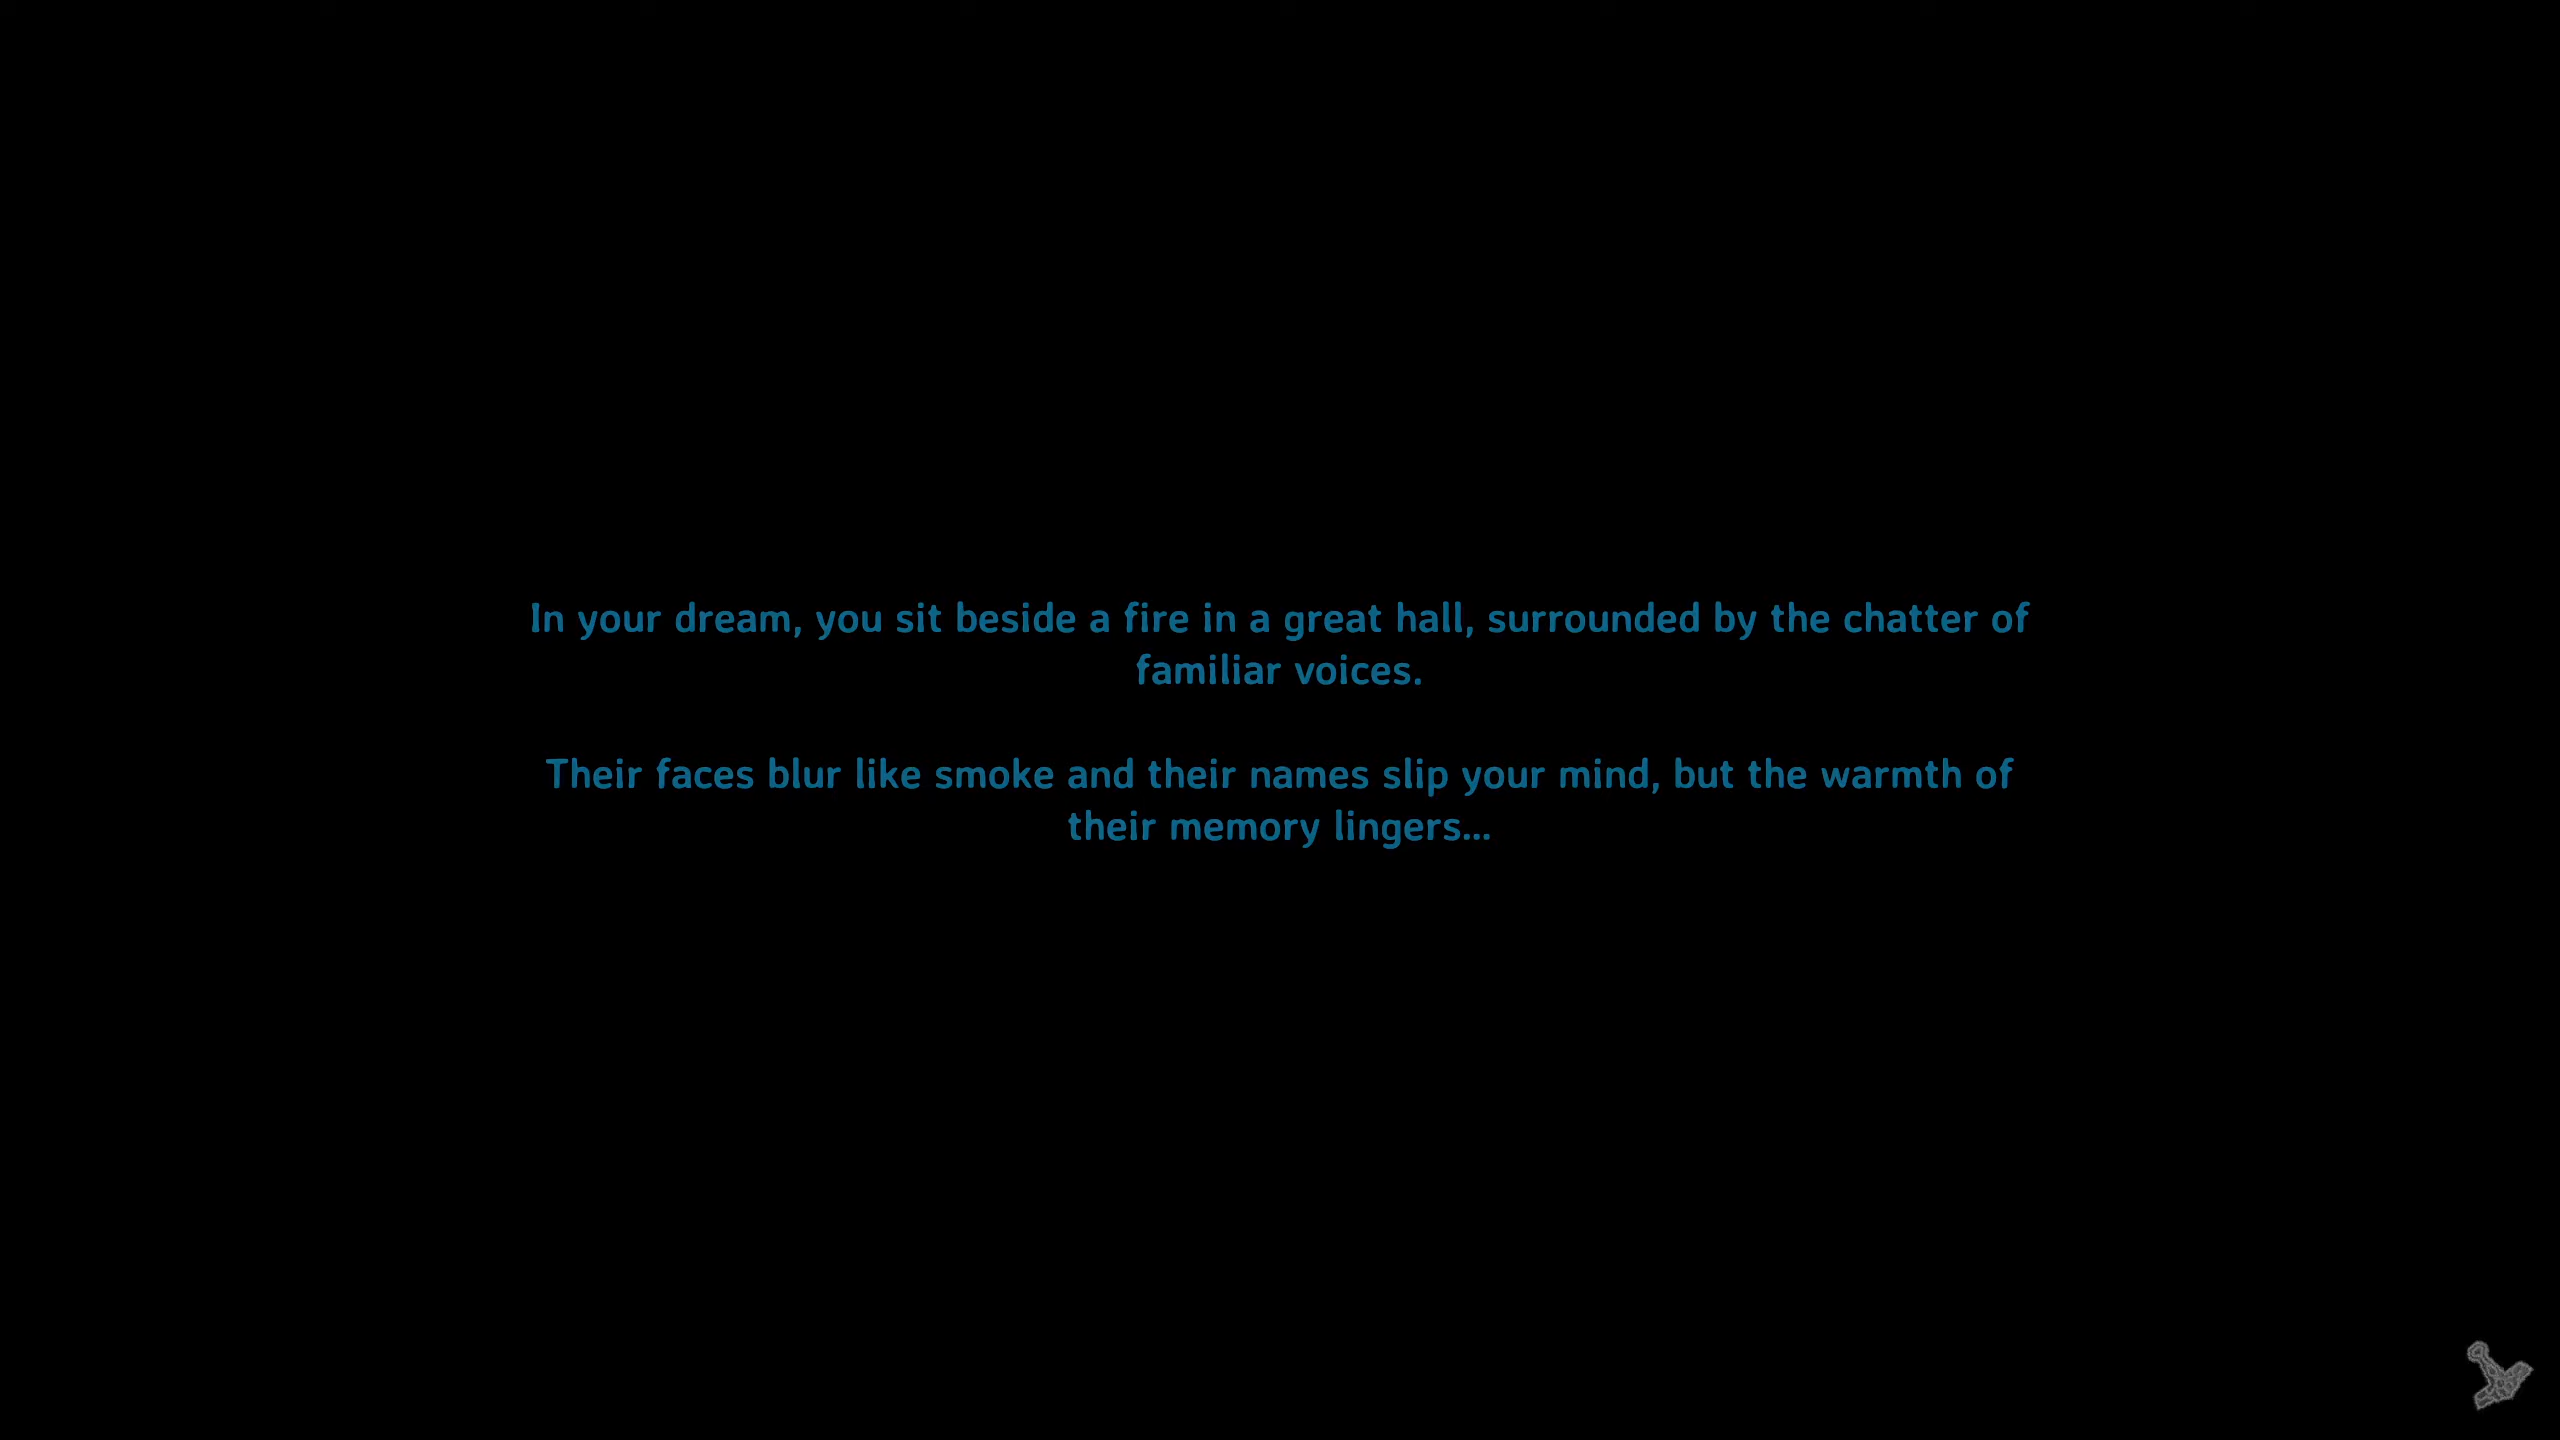 In your dream, you sit beside a fire in a great hall, surrounded by the chatter of
familiar voices.
Their faces blur like smoke and their names slip your mind, but the warmth of
their memory lingers...